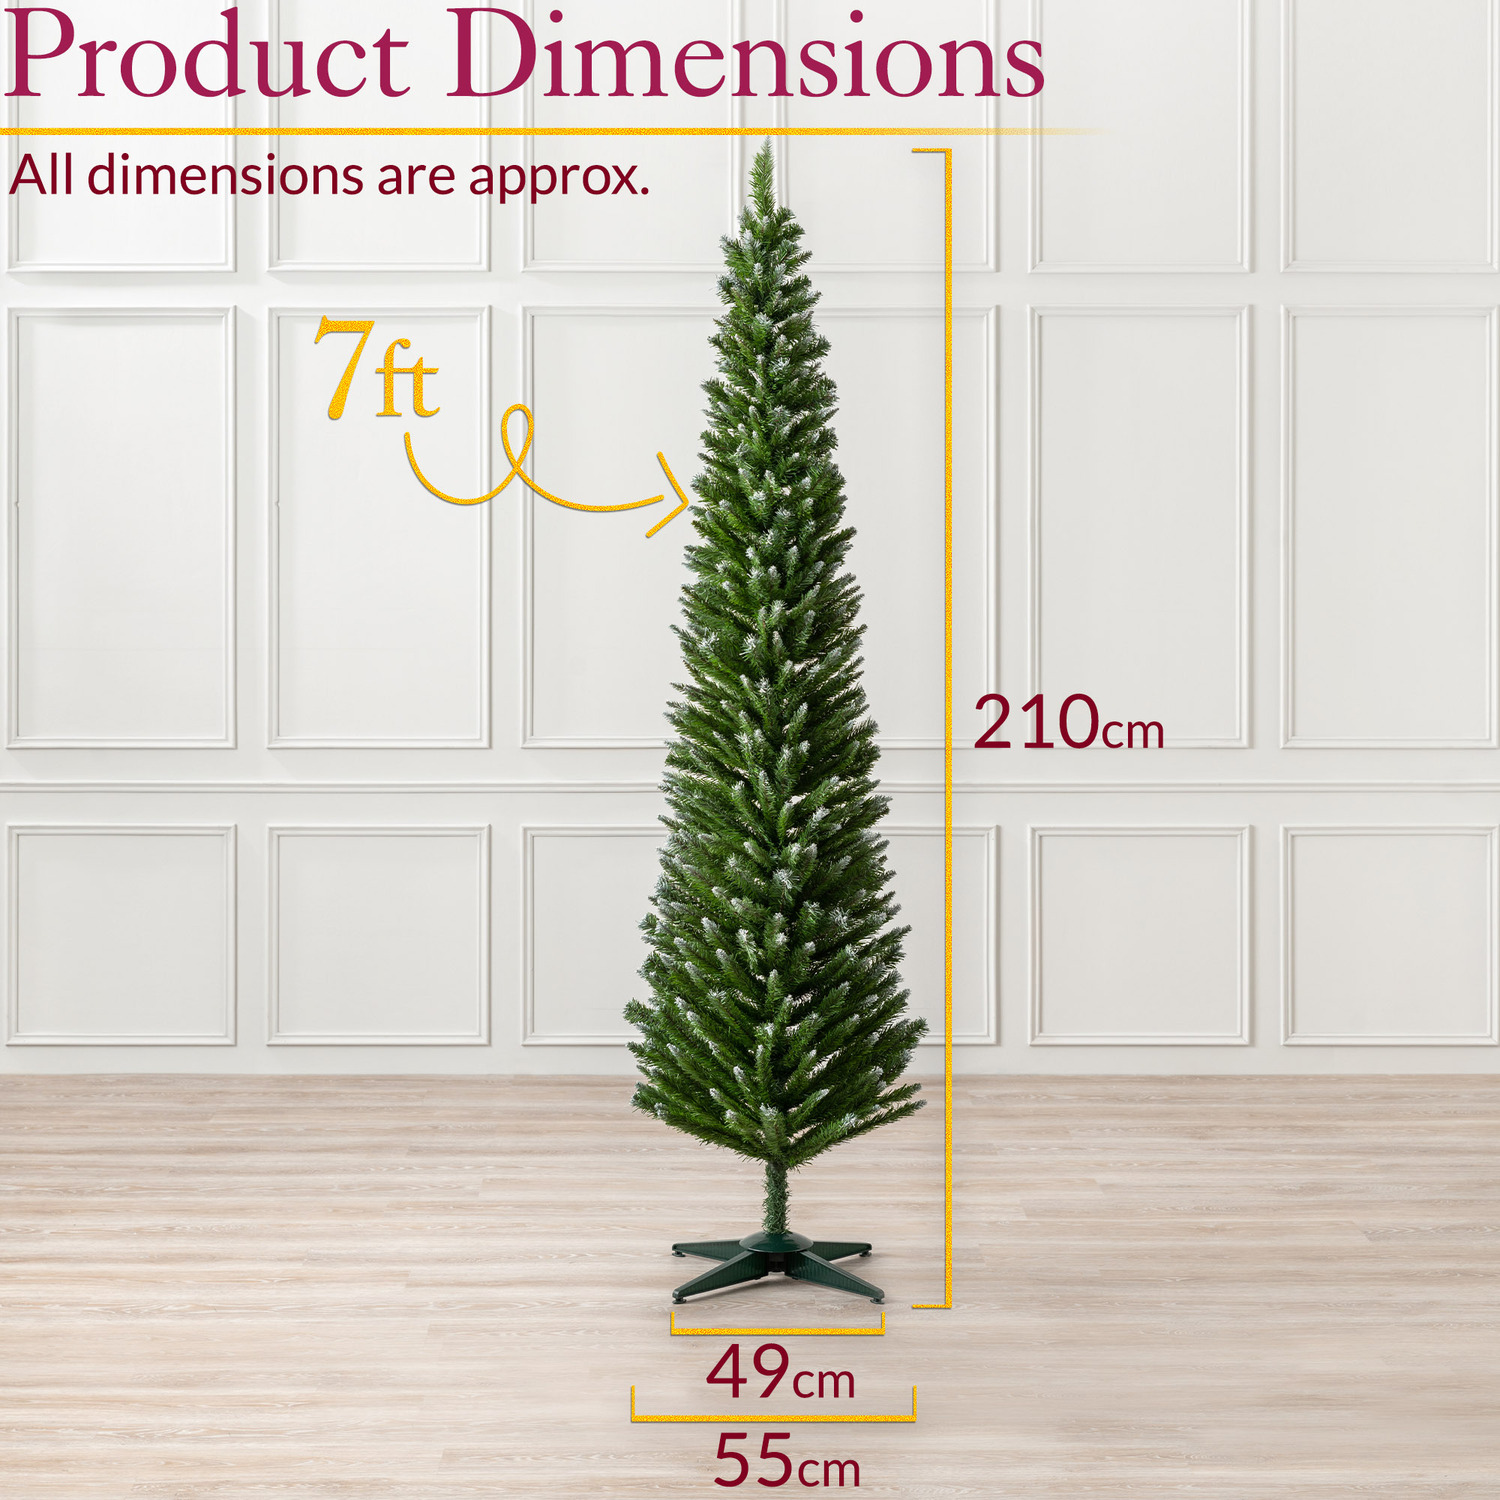 Product Dimensions
All dimensions are approx.
7ft
210cm
49cm
55cm